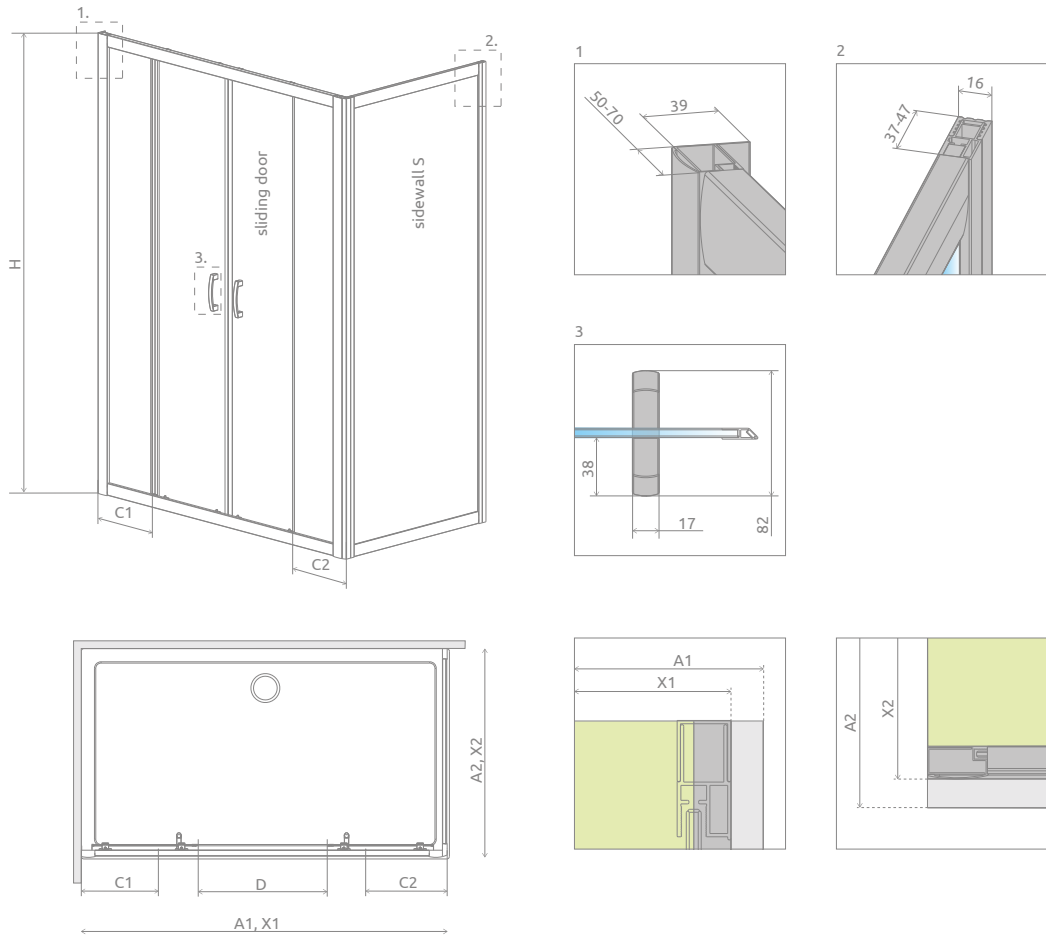 1.
2.
H
sliding door
sidewall S
3.
C1
C2
1
50-70
39
2
37-47
16
3
38
17
82
A2, X2
C1
D
C2
A1, X1
A1
X1
A2
X2